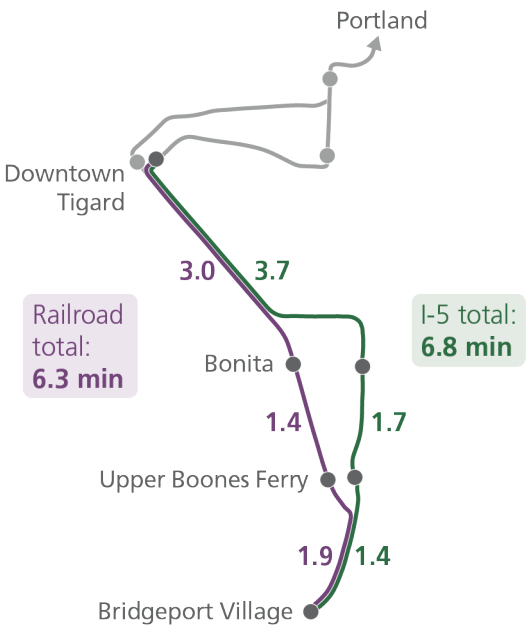 Portland
Downtown
Tigard
3.0
3.7
Railroad
total:
6.3 min
I-5 total:
6.8 min
Bonita
1.4
1.7
Upper Boones Ferry
1.9
1.4
Bridgeport Village